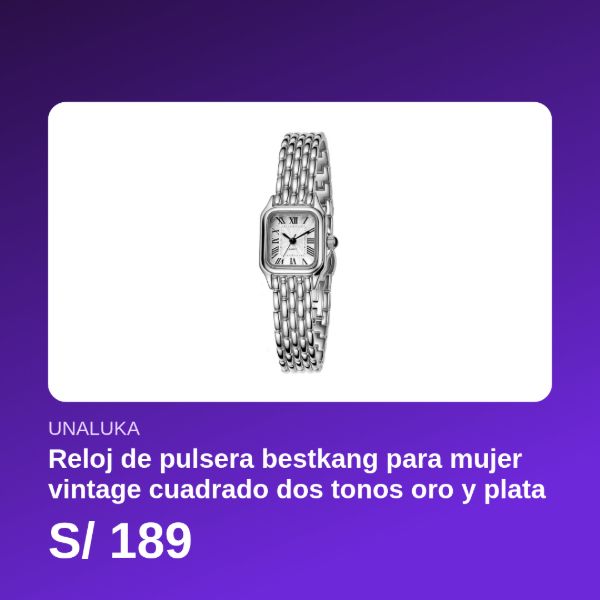 UNALUKA
Reloj de pulsera bestkang para mujer
vintage cuadrado dos tonos oro y plata
S/ 189